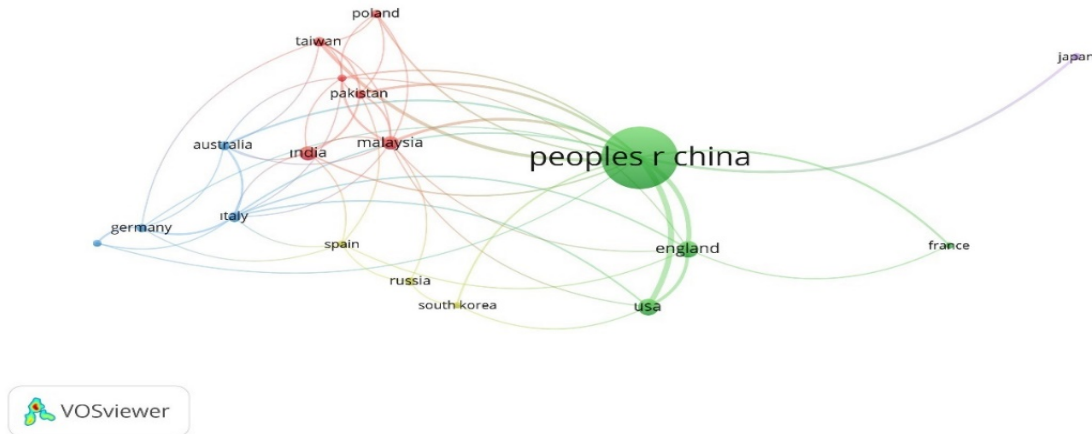 poland
taiwan
japan
pakistan
australia
india
malaysia
peoples r china
germany
italy
spain
england
france
russia
south korea
usa
VOSviewer